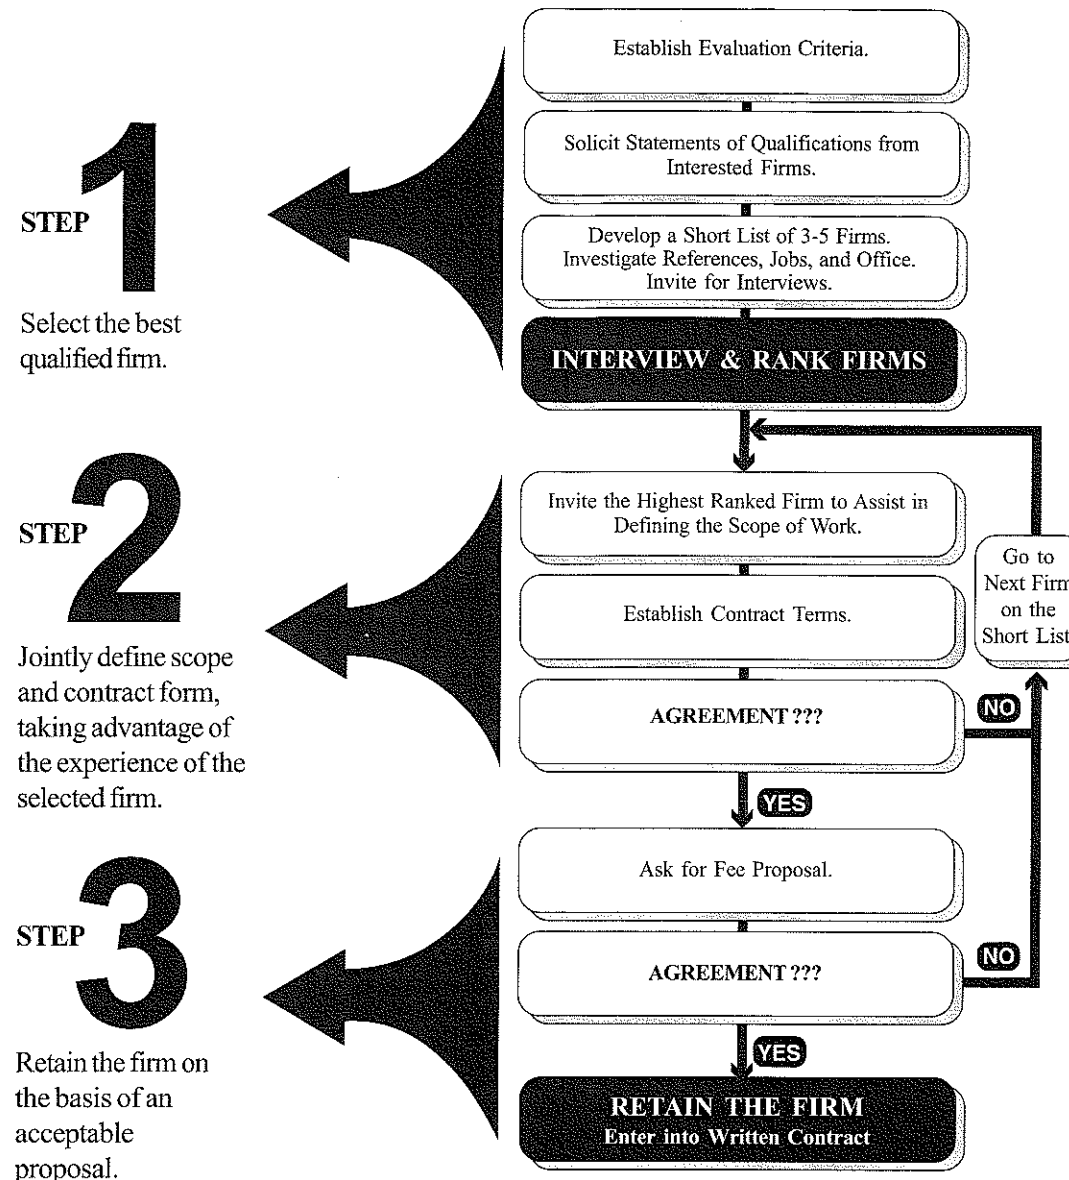 STEP 1
Select the best
qualified firm.
Establish Evaluation Criteria.
Solicit Statements of Qualifications from
Interested Firms.
Develop a Short List of 3-5 Firms.
Investigate References, Jobs, and Office.
Invite for Interviews.
INTERVIEW & RANK FIRMS
STEP 2
Jointly define scope
and contract form,
taking advantage of
the experience of the
selected firm.
Invite the Highest Ranked Firm to Assist in
Defining the Scope of Work.
Establish Contract Terms.
AGREEMENT ???
NO
Go to
Next Firm
on the
Short List
YES
STEP 3
Retain the firm on
the basis of an
acceptable
proposal.
Ask for Fee Proposal.
AGREEMENT ???
NO
YES
RETAIN THE FIRM
Enter into Written Contract